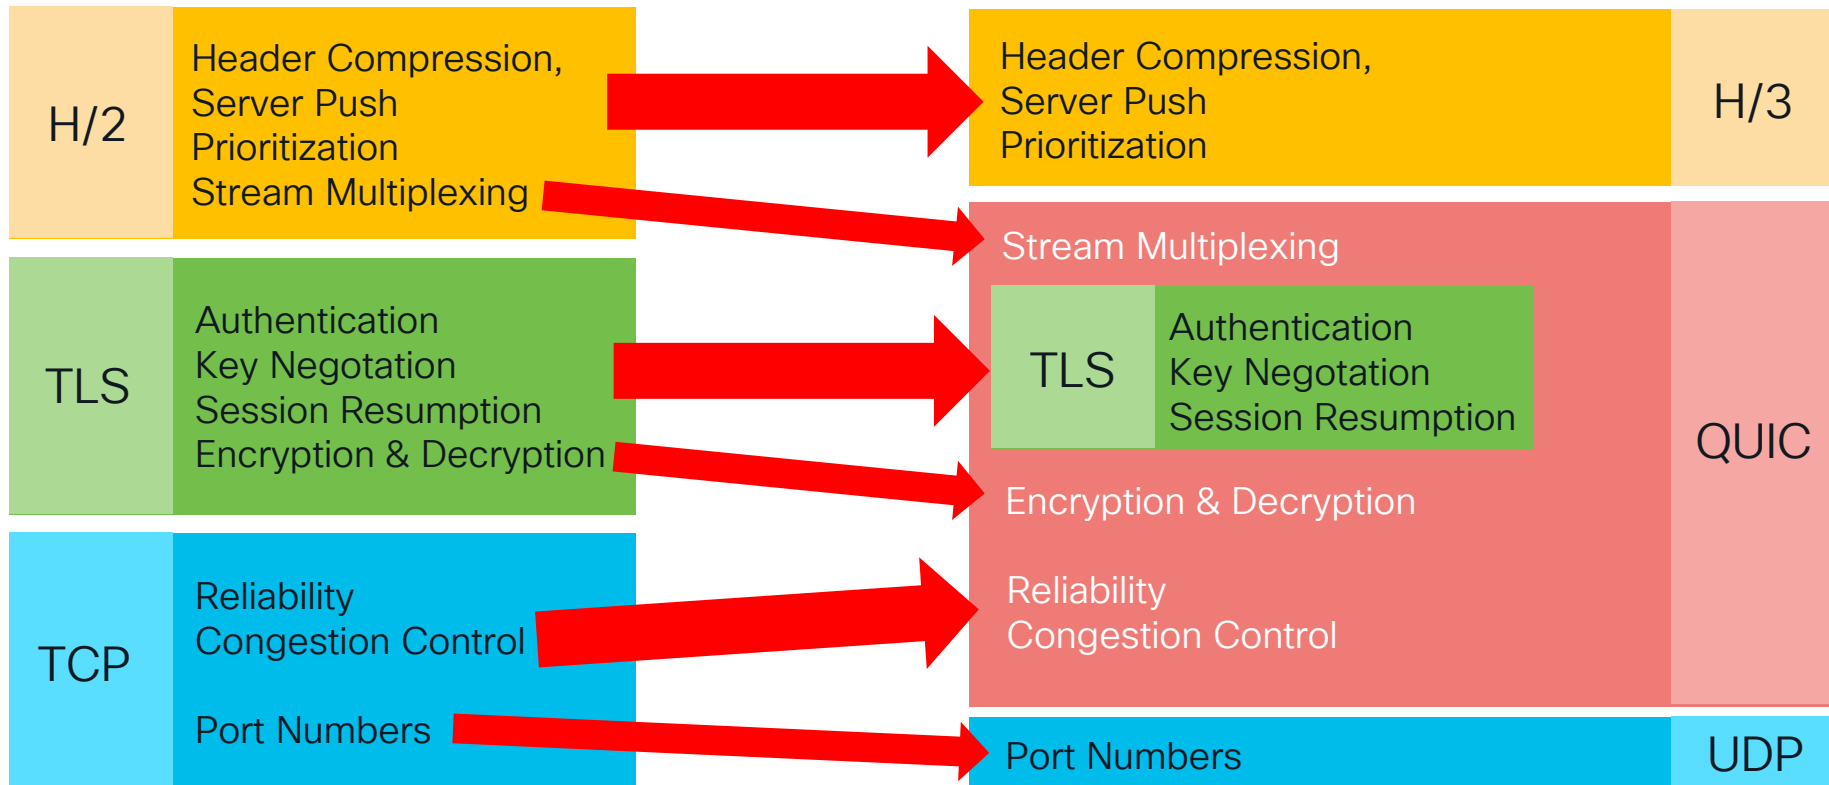 H/2
Header Compression,
Server Push
Prioritization
Stream Multiplexing
TLS
Authentication
Key Negotation
Session Resumption
Encryption & Decryption
TCP
Reliability
Congestion Control
Port Numbers
Header Compression,
Server Push
Prioritization
H/3
Stream Multiplexing
TLS
Authentication
Key Negotation
Session Resumption
Encryption & Decryption
Reliability
Congestion Control
QUIC
Port Numbers
UDP